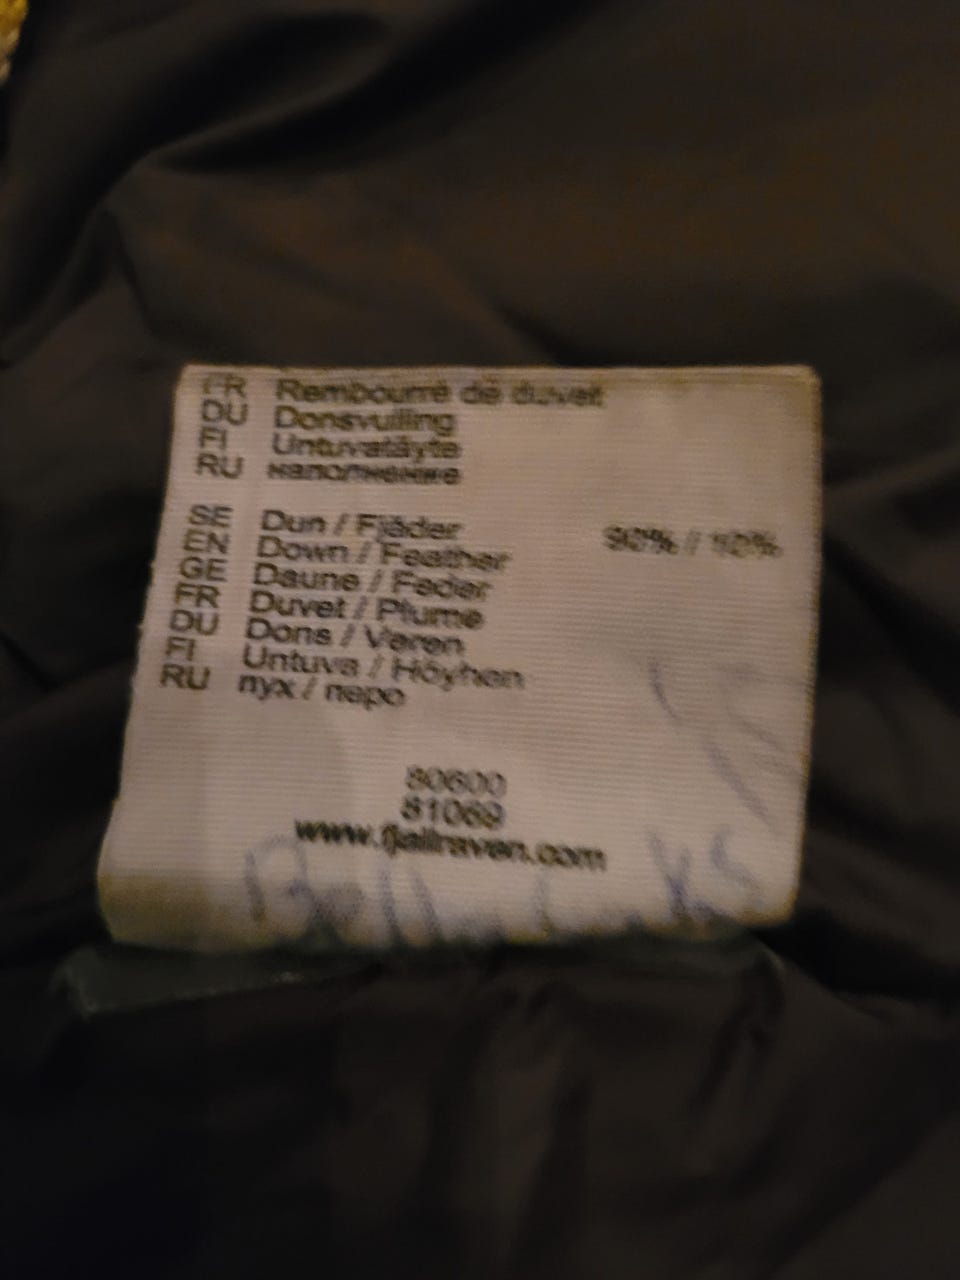 FR Rembourré de duvet
DU Donsvulling
FI Untuvatäyte
RU наполнение
SE Dun / Fjäder 90% / 10%
EN Down / Feather
GE Daune / Feder
FR Duvet / Plume
DU Dons / Veren
FI Untuva / Höyhen
RU пух / перо
80600
81069
www.fjallraven.com